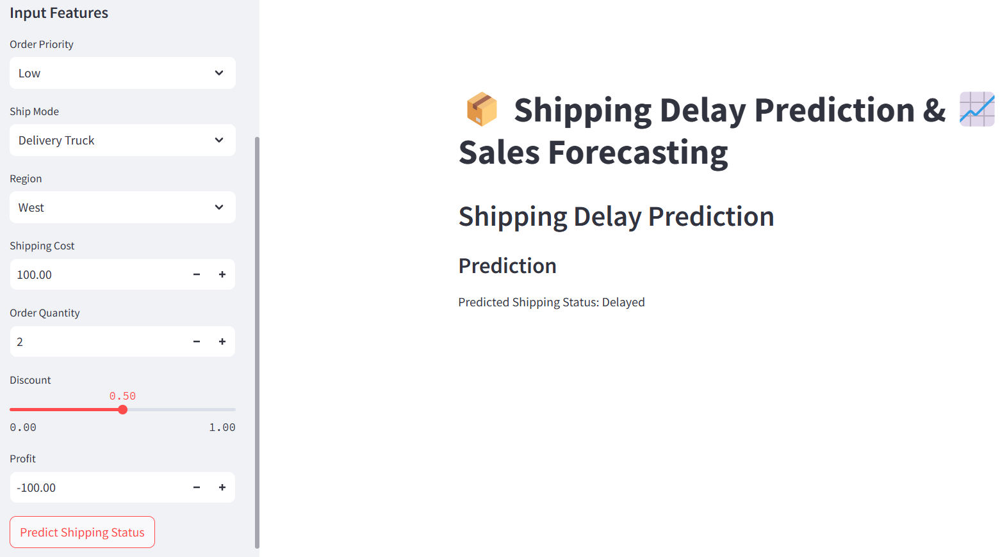 Input Features
Order Priority
Low
Ship Mode
Delivery Truck
Region
West
Shipping Cost
100.00
Order Quantity
2
Discount
0.50
0.00 1.00
Profit
-100.00
Predict Shipping Status
Shipping Delay Prediction &
Sales Forecasting
Shipping Delay Prediction
Prediction
Predicted Shipping Status: Delayed